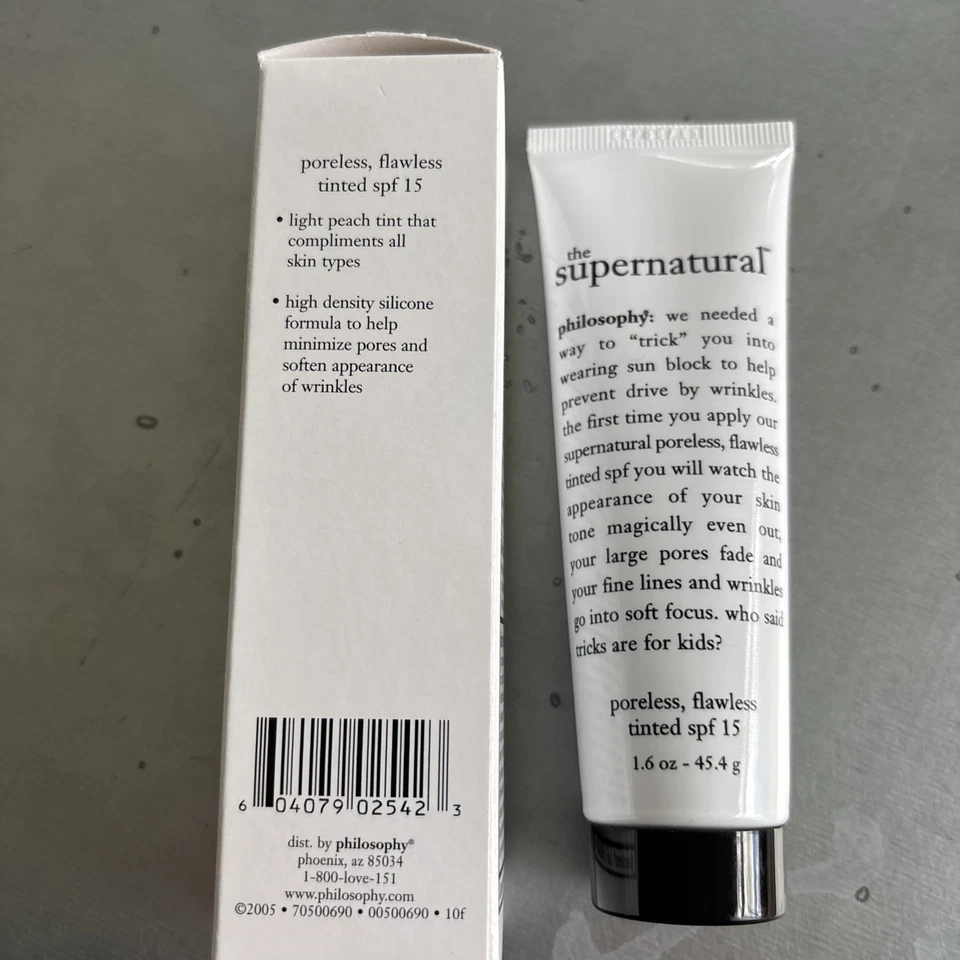 poreless, flawless
tinted spf 15
• light peach tint that
compliments all
skin types
• high density silicone
formula to help
minimize pores and
soften appearance
of wrinkles
6 04079 02542 3
dist. by philosophy®
phoenix, az 85034
1-800-love-151
www.philosophy.com
©2005 • 70500690 • 00500690 • 10f
the
supernatural™
philosophy: we needed a
way to “trick” you into
wearing sun block to help
prevent drive by wrinkles.
the first time you apply our
supernatural poreless, flawless
tinted spf you will watch the
appearance of your skin
tone magically even out,
your large pores fade and
your fine lines and wrinkles
go into soft focus. who said
tricks are for kids?
poreless, flawless
tinted spf 15
1.6 oz - 45.4 g